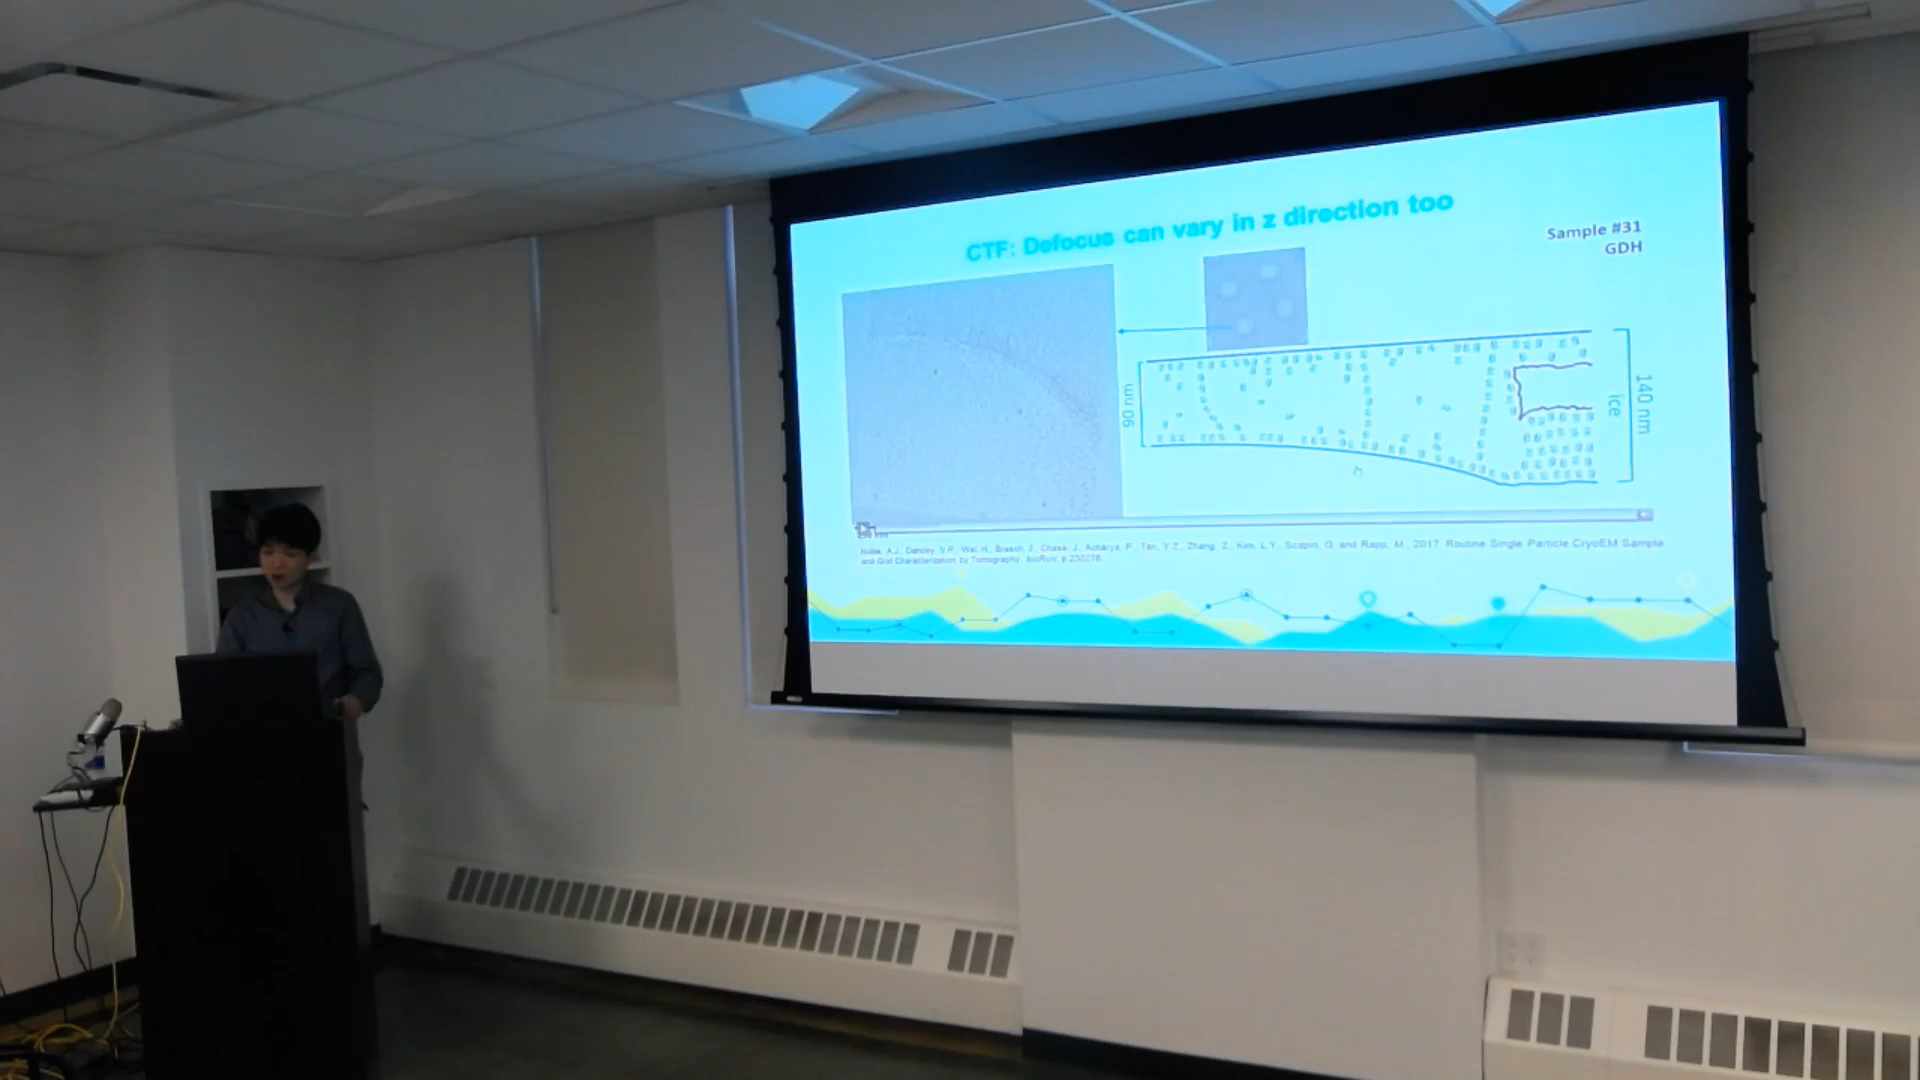 CTF: Defocus can vary in z direction too
Sample #31
GDH
90 nm
140 nm
ice
Noble, A.J., Dandey, V.P., Wei, H., Brasch, J., Chase, J., Acharya, P., Tan, Y.Z., Zhang, Z., Kim, L.Y., Scapin, G. and Rapp, M., 2017. Routine Single Particle CryoEM Sample
and Grid Characterization by Tomography. bioRxiv, p.230276.